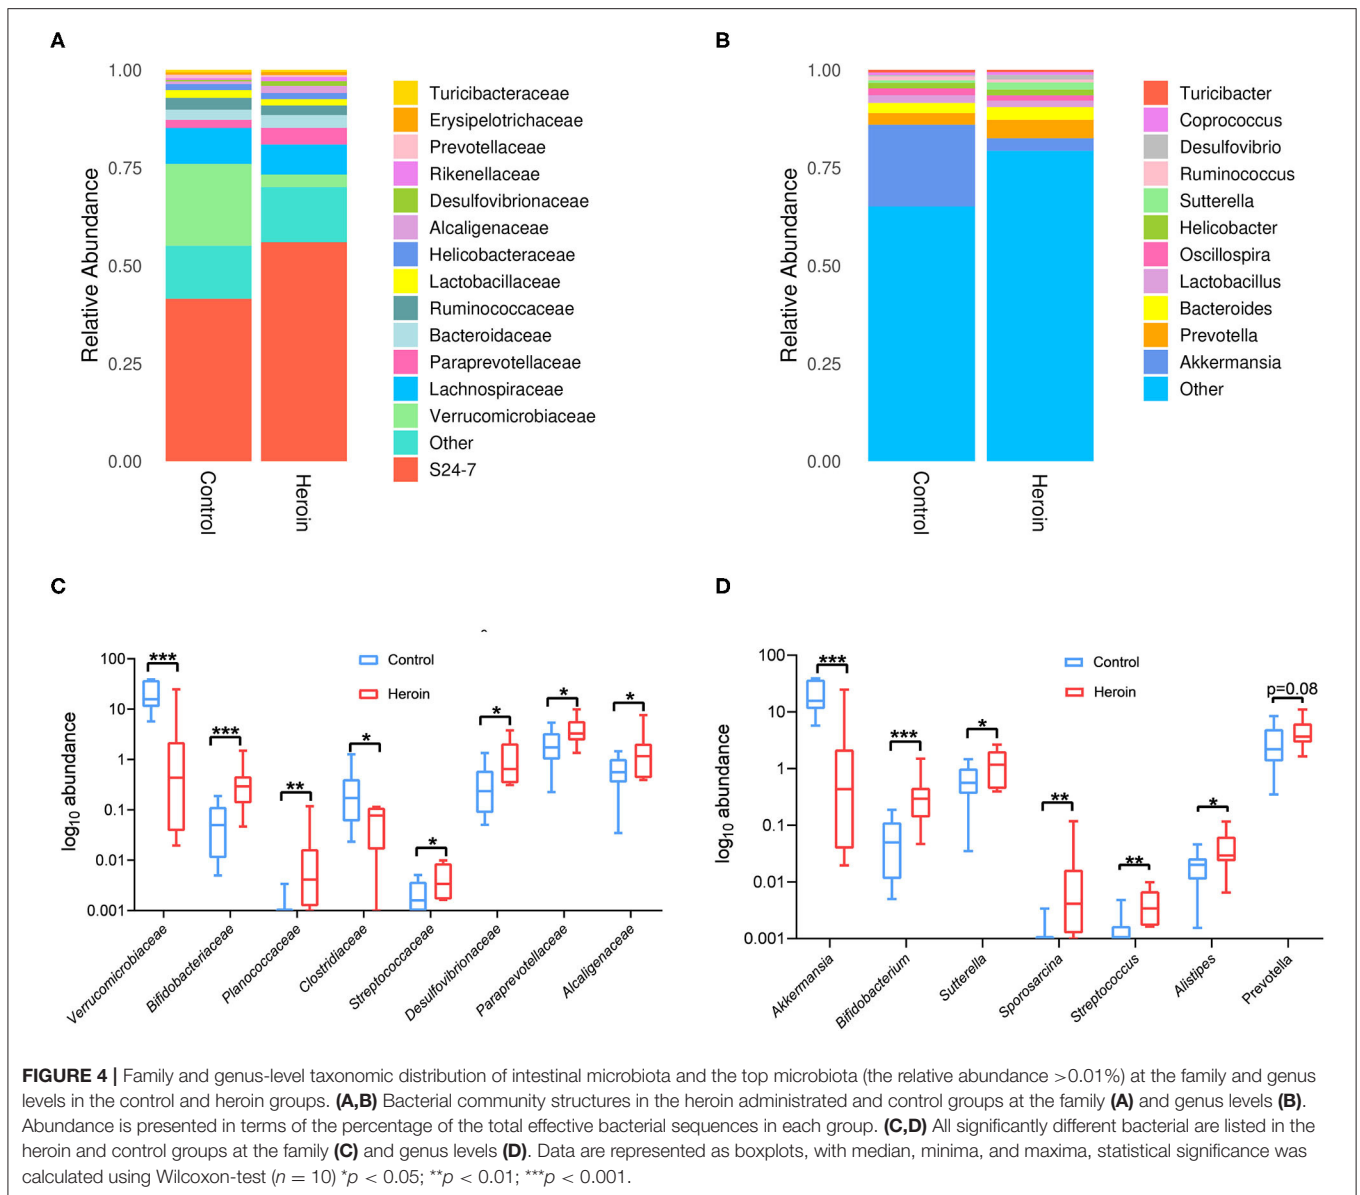 A
B
1.00
0.75
0.50
0.25
0.00
Relative Abundance
Control
Heroin
Turicibacteraceae
Erysipelotrichaceae
Prevotellaceae
Rikenellaceae
Desulfovibrionaceae
Alcaligenaceae
Helicobacteraceae
Lactobacillaceae
Ruminococcaceae
Bacteroidaceae
Paraprevotellaceae
Lachnospiraceae
Verrucomicrobiaceae
Other
S24-7
1.00
0.75
0.50
0.25
0.00
Relative Abundance
Control
Heroin
Turicibacter
Coprococcus
Desulfovibrio
Ruminococcus
Sutterella
Helicobacter
Oscillospira
Lactobacillus
Bacteroides
Prevotella
Akkermansia
Other
C
D
100
10
1
0.1
0.01
0.001
log10 abundance
Control
Heroin
***
***
**
*
*
*
*
*
Verrucomicrobiaceae
Bifidobacteriaceae
Planococcaceae
Clostridiaceae
Streptococcaceae
Desulfovibrionaceae
Paraprevotellaceae
Alcaligenaceae
100
10
1
0.1
0.01
0.001
log10 abundance
Control
Heroin
***
***
*
**
**
*
p=0.08
Akkermansia
Bifidobacterium
Sutterella
Sporosarcina
Streptococcus
Alistipes
Prevotella
FIGURE 4 | Family and genus-level taxonomic distribution of intestinal microbiota and the top microbiota (the relative abundance >0.01%) at the family and genus
levels in the control and heroin groups. (A,B) Bacterial community structures in the heroin administrated and control groups at the family (A) and genus levels (B).
Abundance is presented in terms of the percentage of the total effective bacterial sequences in each group. (C,D) All significantly different bacterial are listed in the
heroin and control groups at the family (C) and genus levels (D). Data are represented as boxplots, with median, minima, and maxima, statistical significance was
calculated using Wilcoxon-test (n = 10) *p < 0.05; **p < 0.01; ***p < 0.001.